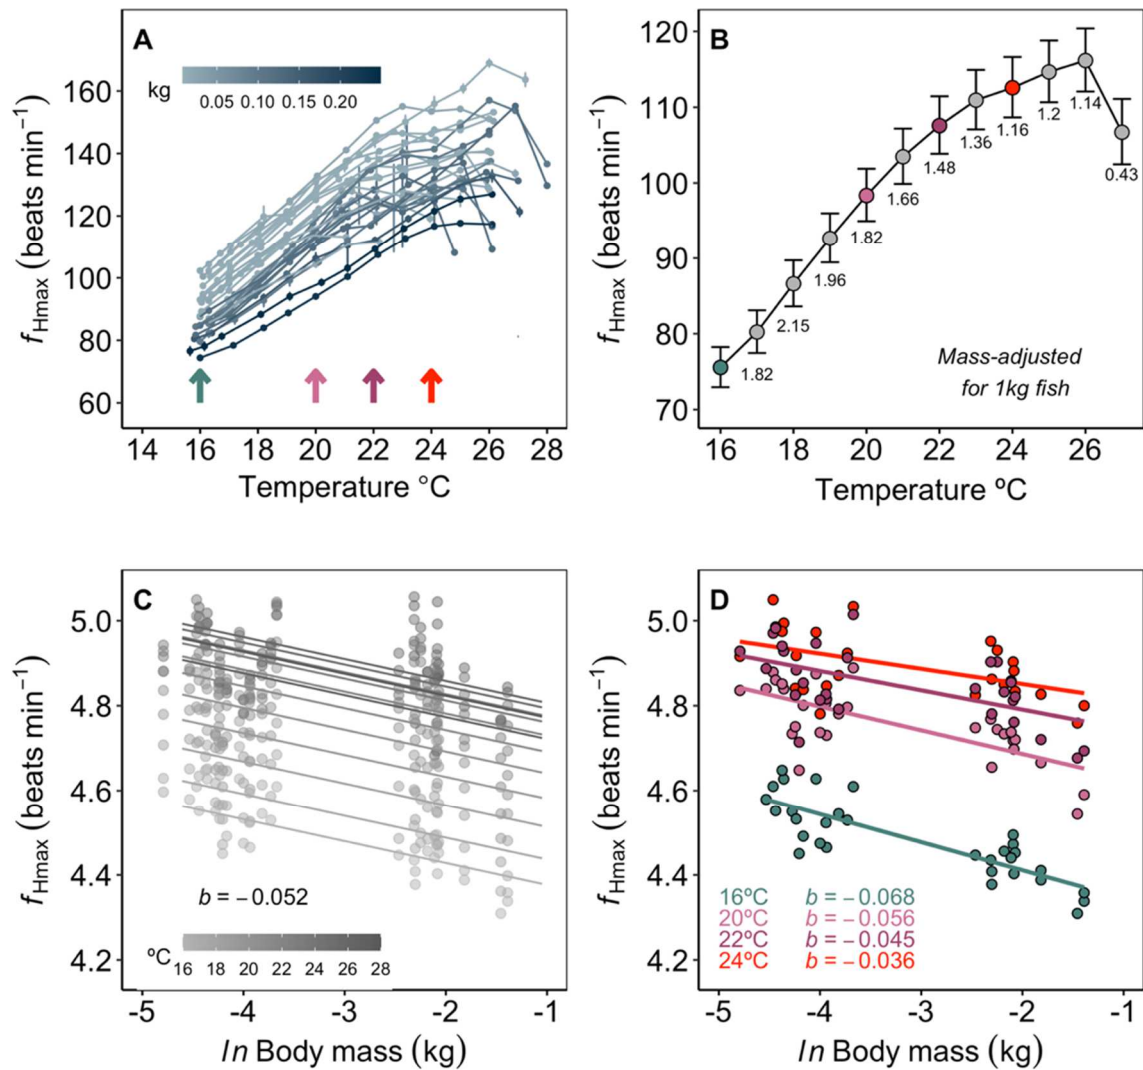 A
kg
0.05 0.10 0.15 0.20
fHmax (beats min⁻¹)
160
140
120
100
80
60
14 16 18 20 22 24 26 28
Temperature °C
B
fHmax (beats min⁻¹)
120
110
100
90
80
70
1.82
2.15
1.96
1.82
1.66
1.48
1.36
1.16
1.2
1.14
0.43
Mass-adjusted
for 1kg fish
16 18 20 22 24 26
Temperature ºC
C
fHmax (beats min⁻¹)
5.0
4.8
4.6
4.4
4.2
b = −0.052
ºC
16 18 20 22 24 26 28
-5 -4 -3 -2 -1
ln Body mass (kg)
D
fHmax (beats min⁻¹)
5.0
4.8
4.6
4.4
4.2
16ºC b = −0.068
20ºC b = −0.056
22ºC b = −0.045
24ºC b = −0.036
-5 -4 -3 -2 -1
ln Body mass (kg)